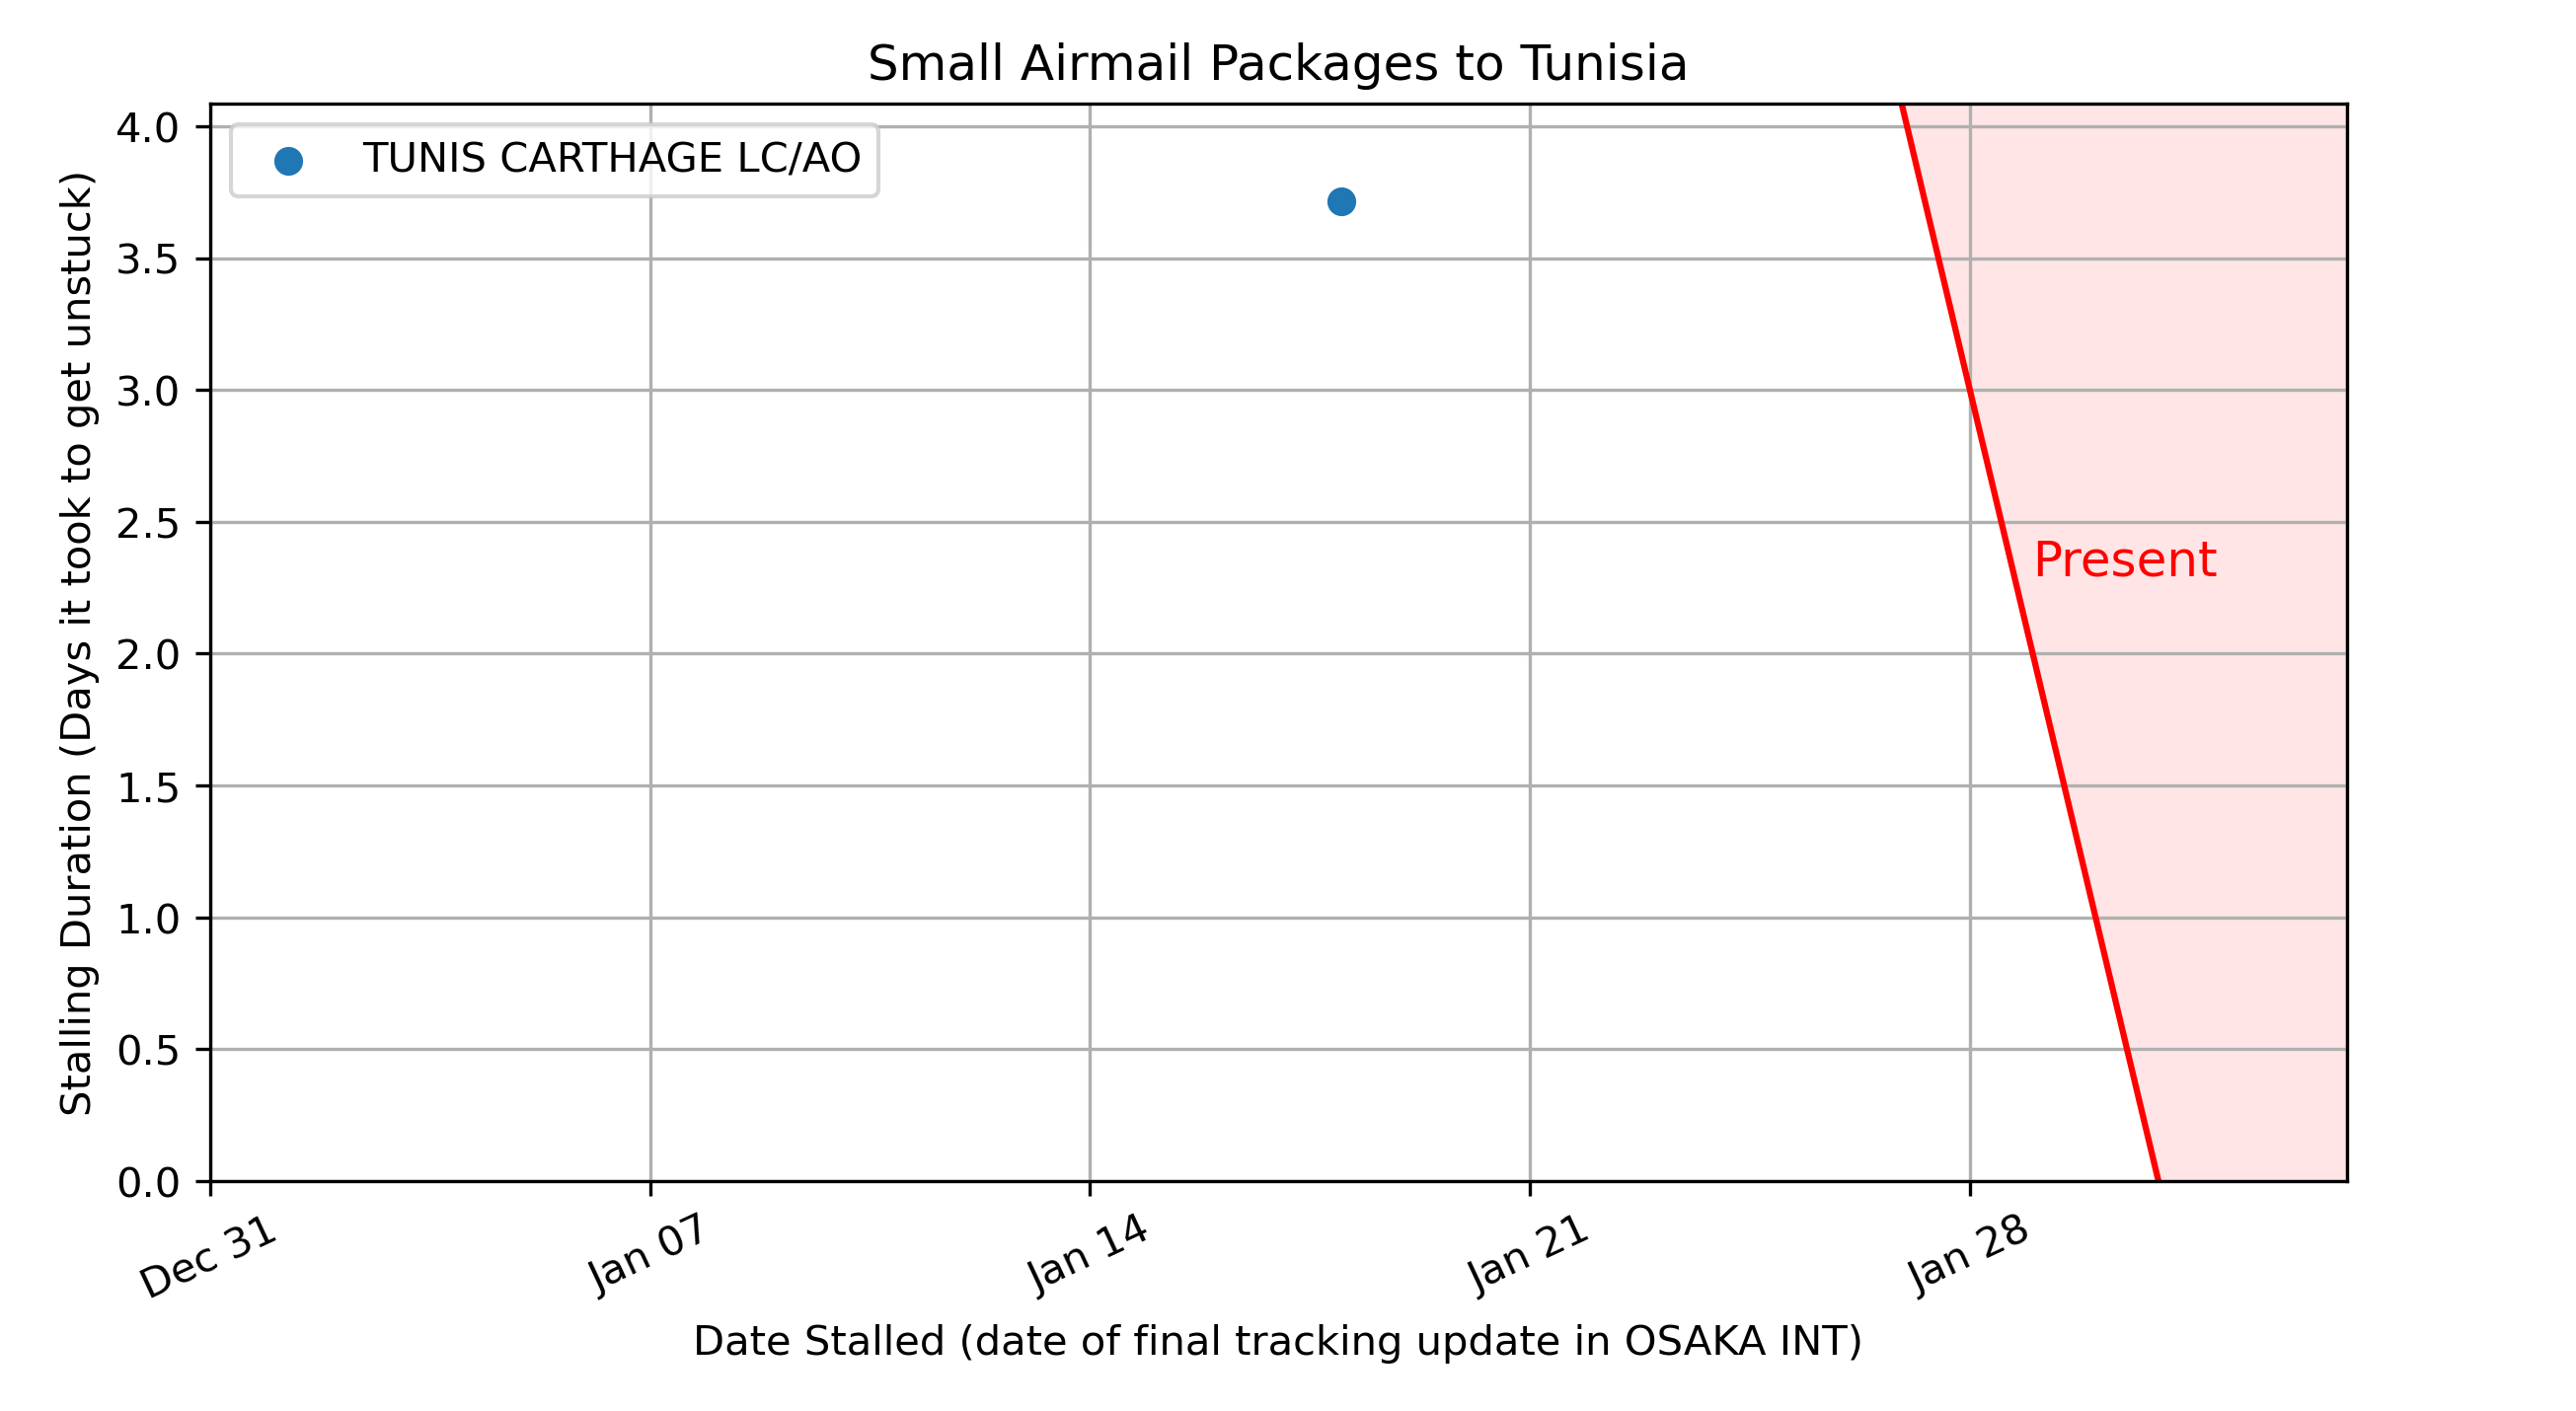 Small Airmail Packages to Tunisia
TUNIS CARTHAGE LC/AO
Stalling Duration (Days it took to get unstuck)
4.0
3.5
3.0
2.5
2.0
1.5
1.0
0.5
0.0
Present
Dec 31
Jan 07
Jan 14
Jan 21
Jan 28
Date Stalled (date of final tracking update in OSAKA INT)